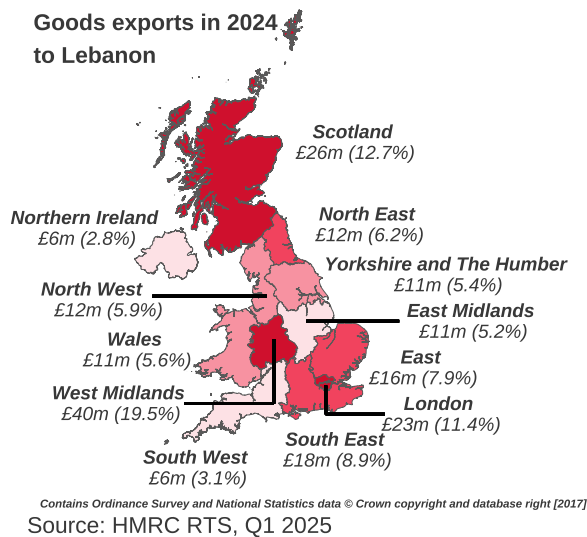 Goods exports in 2024
to Lebanon
Scotland
£26m (12.7%)
Northern Ireland
£6m (2.8%)
North East
£12m (6.2%)
Yorkshire and The Humber
£11m (5.4%)
North West
£12m (5.9%)
East Midlands
£11m (5.2%)
Wales
£11m (5.6%)
East
£16m (7.9%)
West Midlands
£40m (19.5%)
London
£23m (11.4%)
South East
£18m (8.9%)
South West
£6m (3.1%)
Contains Ordinance Survey and National Statistics data © Crown copyright and database right [2017]
Source: HMRC RTS, Q1 2025